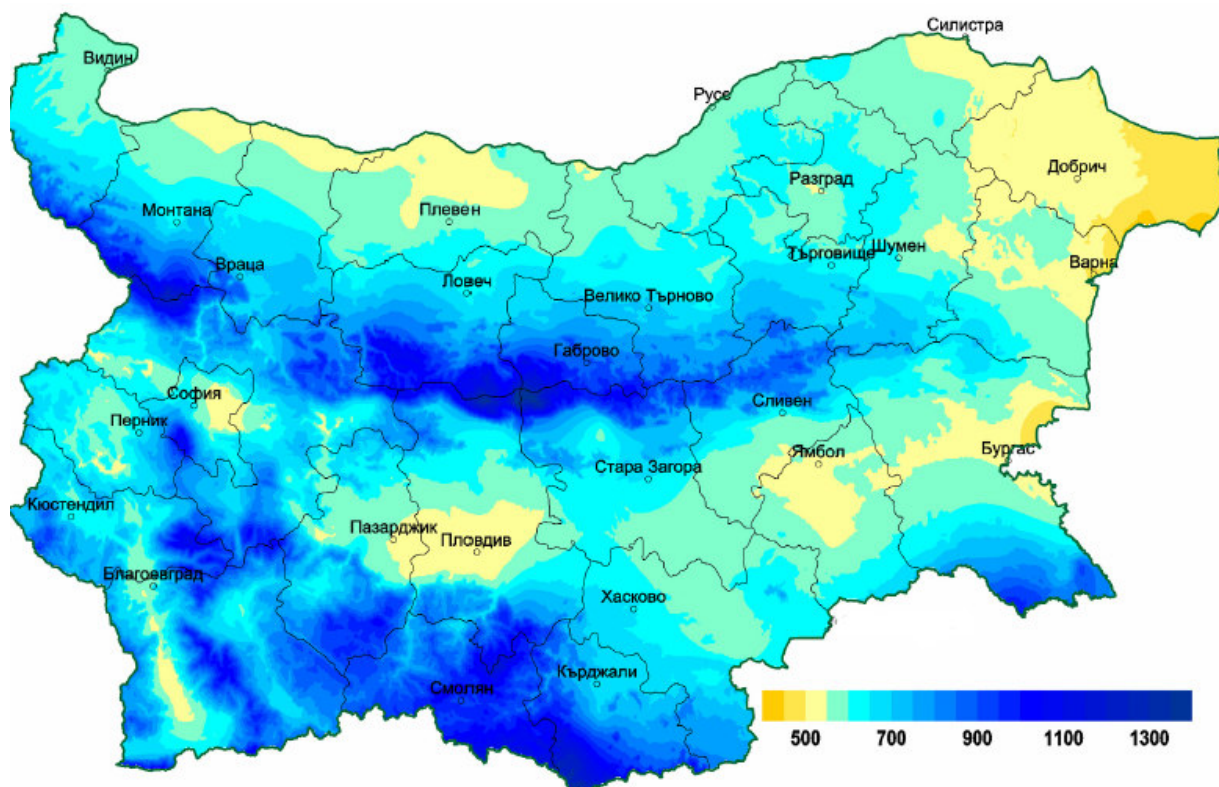 Силистра
Видин
Русе
Добрич
Разград
Монтана
Плевен
Шумен
Търговище
Варна
Враца
Ловеч
Велико Търново
Габрово
София
Сливен
Перник
Ямбол
Бургас
Стара Загора
Кюстендил
Пазарджик
Пловдив
Благоевград
Хасково
Кърджали
Смолян
500 700 900 1100 1300